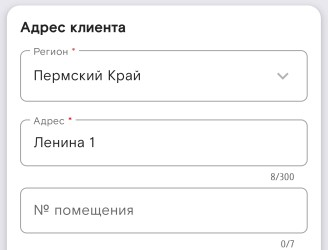 Адрес клиента
Регион *
Пермский Край
Адрес *
Ленина 1
8/300
№ помещения
0/7